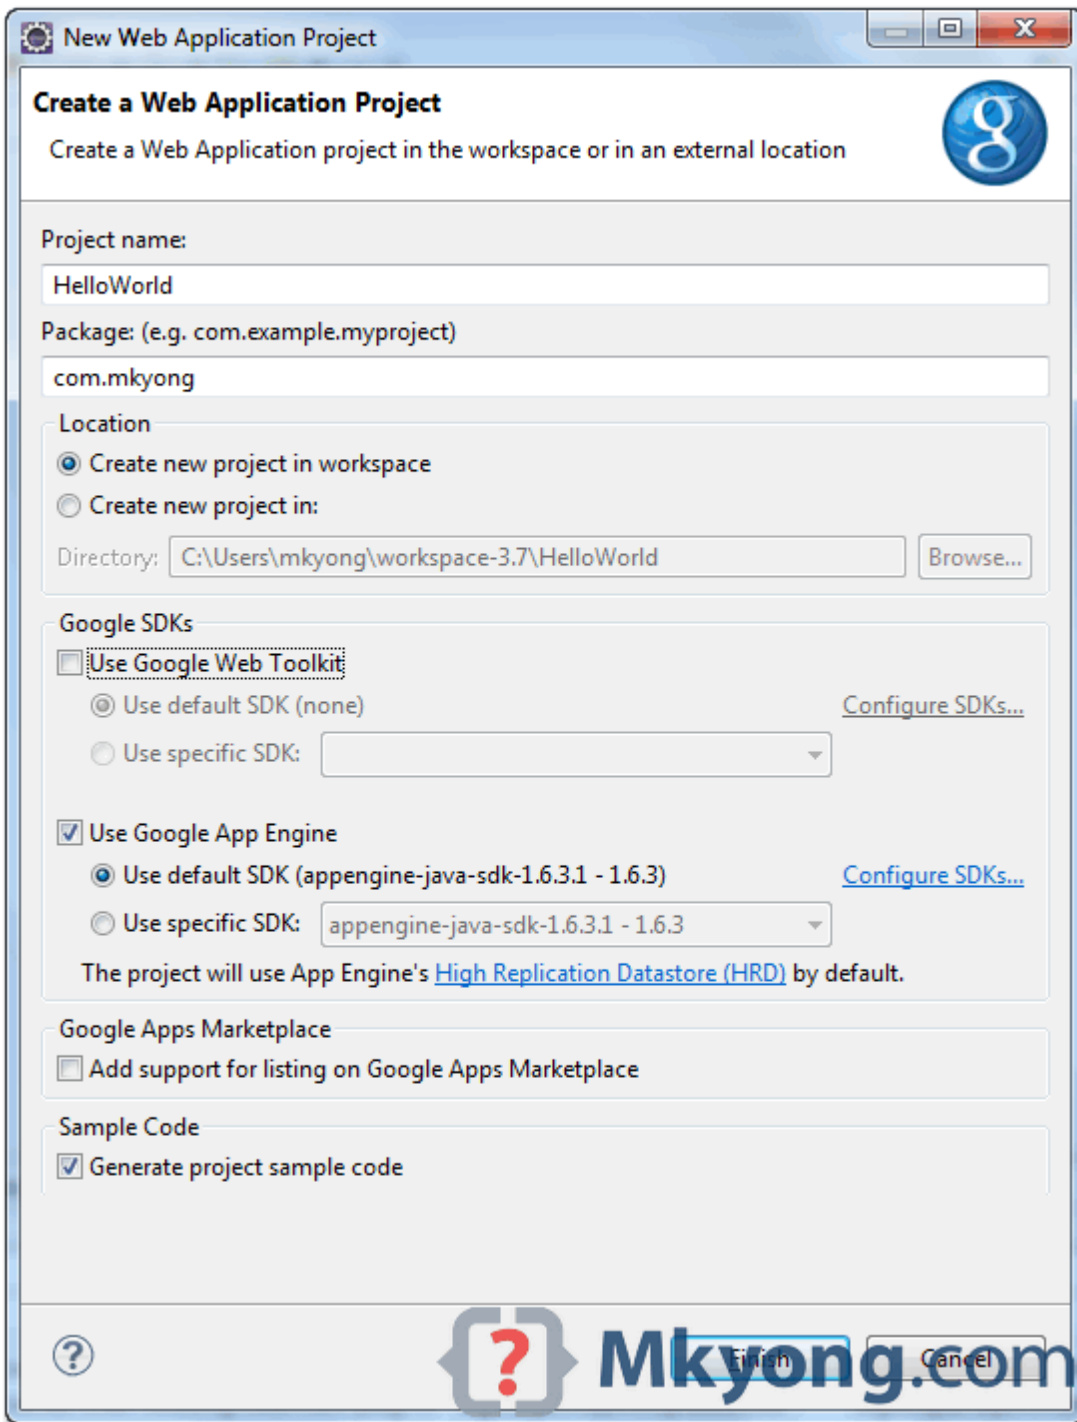 New Web Application Project
Create a Web Application Project
Create a Web Application project in the workspace or in an external location
Project name:
HelloWorld
Package: (e.g. com.example.myproject)
com.mkyong
Location
Create new project in workspace
Create new project in:
Directory: C:\Users\mkyong\workspace-3.7\HelloWorld Browse...
Google SDKs
Use Google Web Toolkit
Use default SDK (none) Configure SDKs...
Use specific SDK:
Use Google App Engine
Use default SDK (appengine-java-sdk-1.6.3.1 - 1.6.3) Configure SDKs...
Use specific SDK: appengine-java-sdk-1.6.3.1 - 1.6.3
The project will use App Engine's High Replication Datastore (HRD) by default.
Google Apps Marketplace
Add support for listing on Google Apps Marketplace
Sample Code
Generate project sample code
Finish Cancel
Mkyong.com